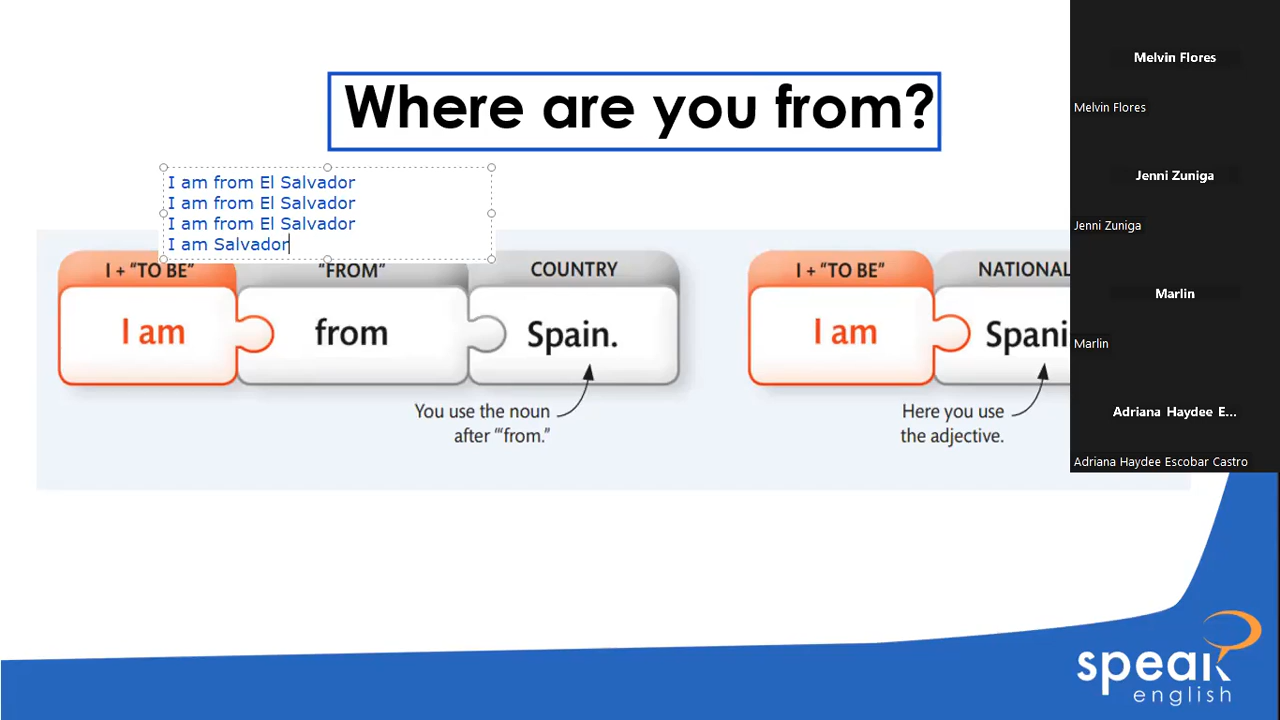 Where are you from?
I am from El Salvador
I am from El Salvador
I am from El Salvador
I am Salvador
I + “TO BE”
“FROM”
COUNTRY
I am
from
Spain.
You use the noun
after “‘from.”
I + “TO BE”
NATIONAL
I am
Spani
Here you use
the adjective.
Melvin Flores
Melvin Flores
Jenni Zuniga
Jenni Zuniga
Marlin
Marlin
Adriana Haydee E...
Adriana Haydee Escobar Castro
speak
english